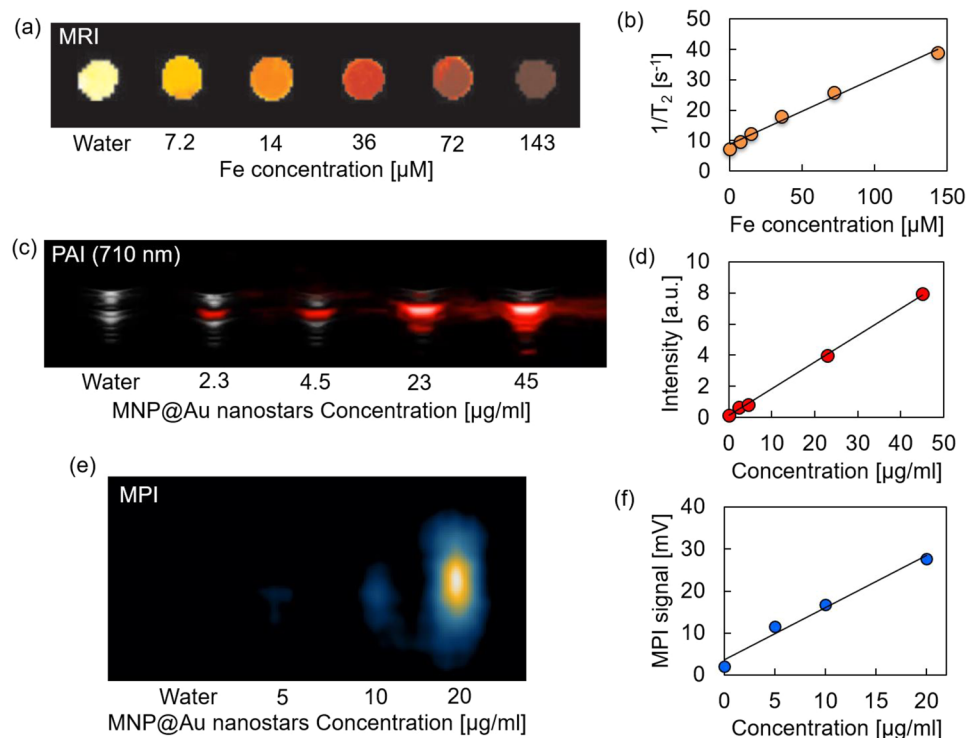 (a)
MRI
Water 7.2 14 36 72 143
Fe concentration [µM]
(b)
50
40
30
20
10
0
1/T₂ [s⁻¹]
0 50 100 150
Fe concentration [µM]
(c)
PAI (710 nm)
Water 2.3 4.5 23 45
MNP@Au nanostars Concentration [µg/ml]
(d)
10
8
6
4
2
0
Intensity [a.u.]
0 10 20 30 40 50
Concentration [µg/ml]
(e)
MPI
Water 5 10 20
MNP@Au nanostars Concentration [µg/ml]
(f)
40
30
20
10
0
MPI signal [mV]
0 5 10 15 20
Concentration [µg/ml]